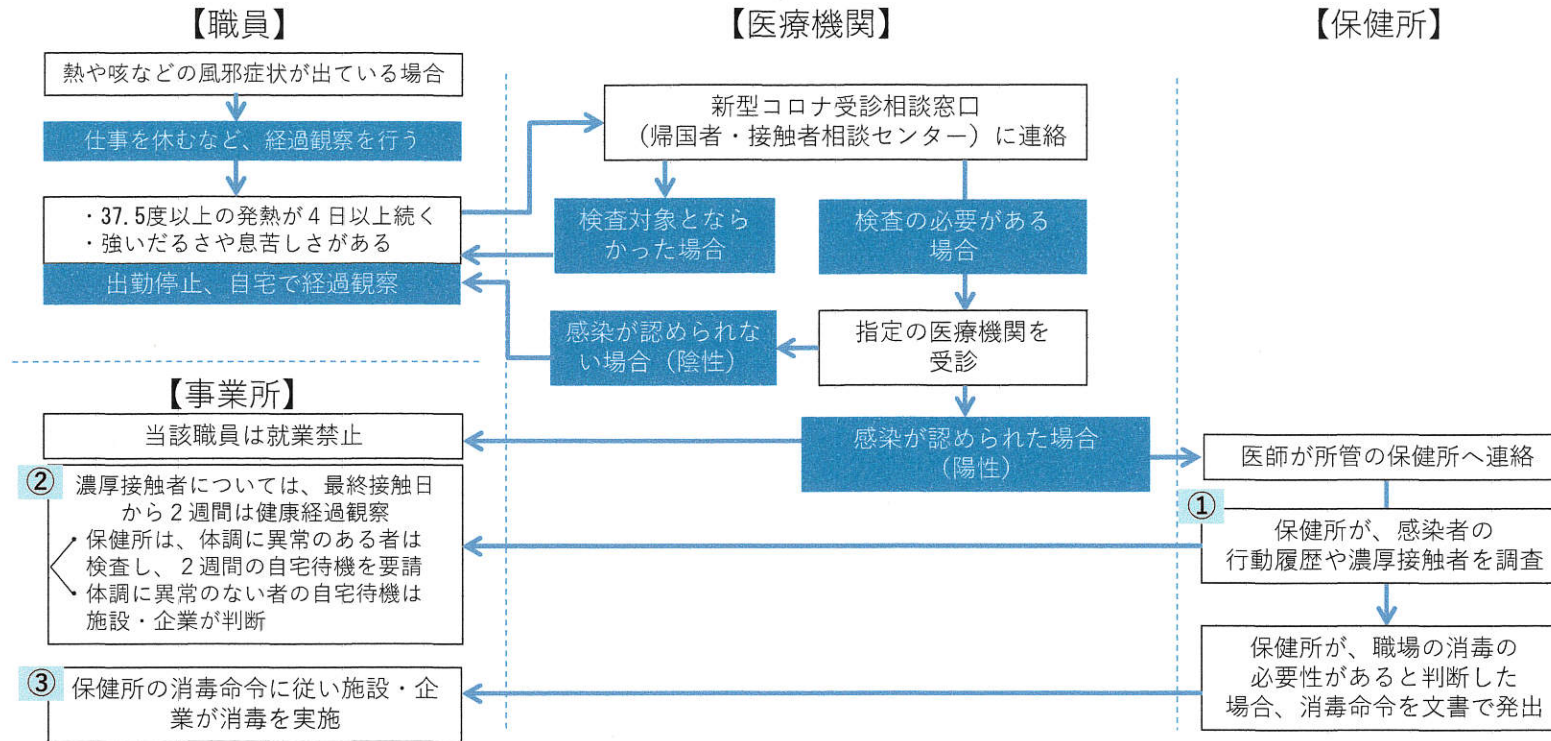 【職員】
熱や咳などの風邪症状が出ている場合
仕事を休むなど、経過観察を行う
・37.5度以上の発熱が４日以上続く
・強いだるさや息苦しさがある
出勤停止、自宅で経過観察
【医療機関】
新型コロナ受診相談窓口
（帰国者・接触者相談センター）に連絡
検査対象となら
かった場合
検査の必要がある
場合
感染が認められな
い場合（陰性）
指定の医療機関を
受診
感染が認められた場合
（陽性）
【保健所】
医師が所管の保健所へ連絡
①
保健所が、感染者の
行動履歴や濃厚接触者を調査
保健所が、職場の消毒の
必要性があると判断した
場合、消毒命令を文書で発出
【事業所】
当該職員は就業禁止
②
濃厚接触者については、最終接触日
から２週間は健康経過観察
・保健所は、体調に異常のある者は
検査し、２週間の自宅待機を要請
・体調に異常のない者の自宅待機は
施設・企業が判断
③
保健所の消毒命令に従い施設・企
業が消毒を実施